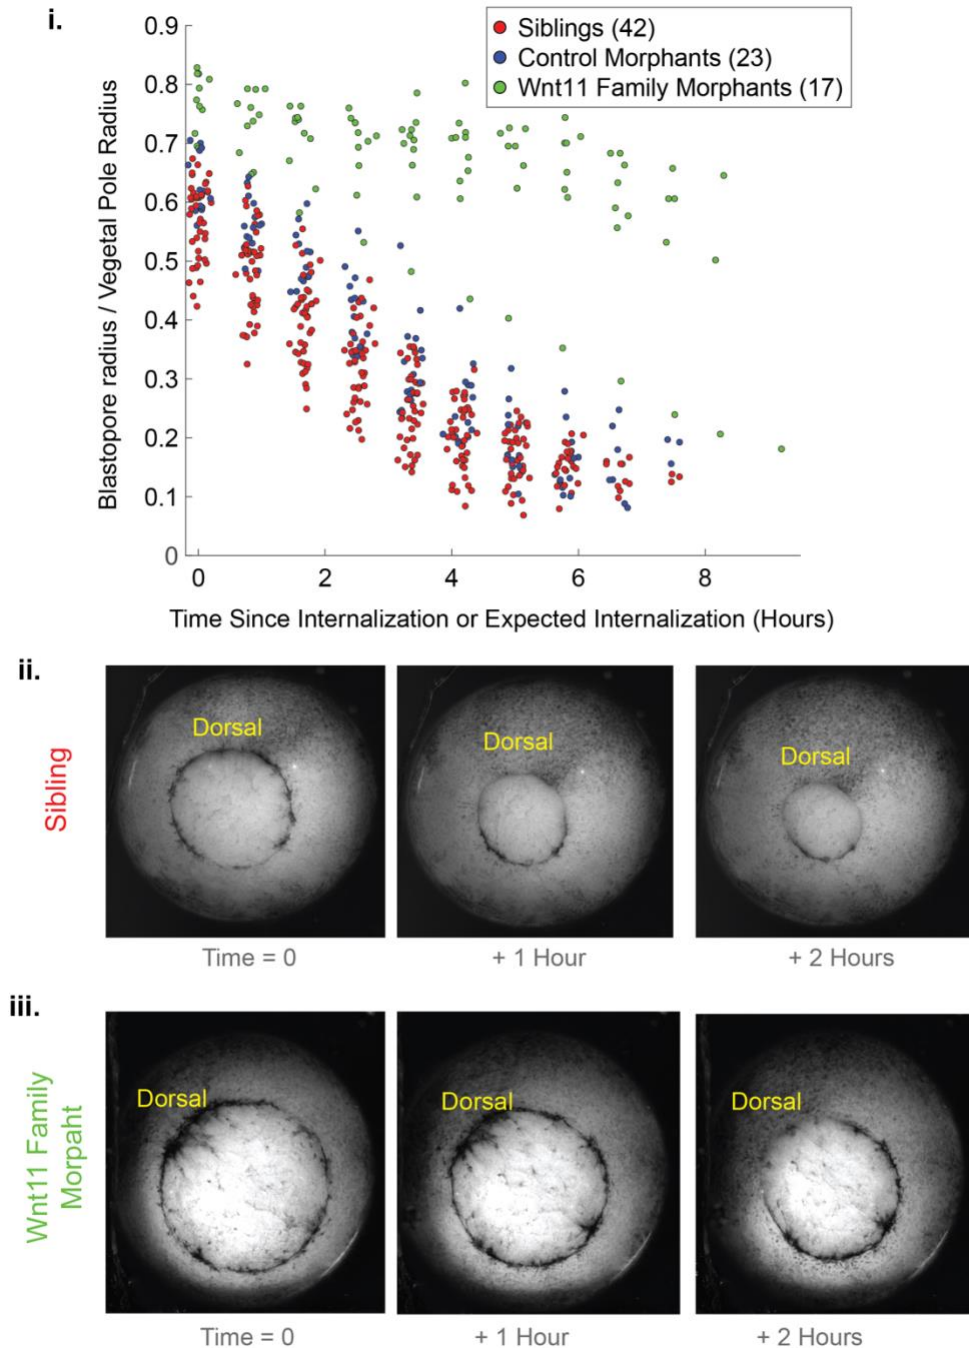 i.
Siblings (42)
Control Morphants (23)
Wnt11 Family Morphants (17)
Blastopore radius / Vegetal Pole Radius
0.9
0.8
0.7
0.6
0.5
0.4
0.3
0.2
0.1
0
0 2 4 6 8
Time Since Internalization or Expected Internalization (Hours)
ii.
Sibling
Dorsal Dorsal Dorsal
Time = 0 + 1 Hour + 2 Hours
iii.
Wnt11 Family
Morpaht
Dorsal Dorsal Dorsal
Time = 0 + 1 Hour + 2 Hours